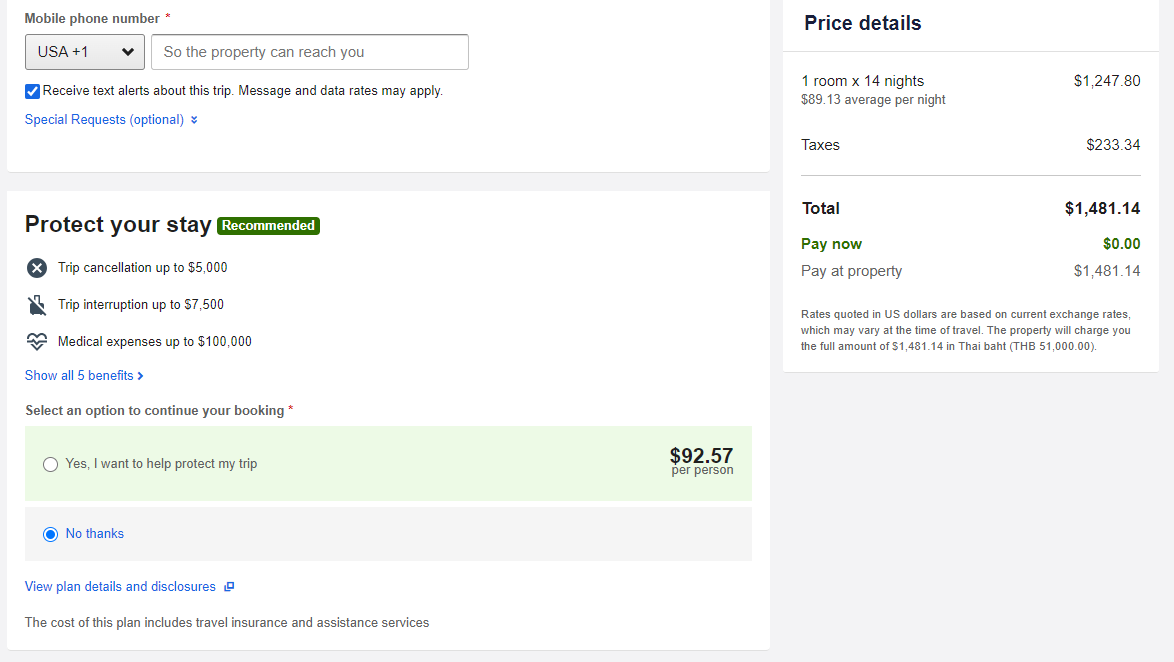 Mobile phone number *
USA +1
So the property can reach you
Receive text alerts about this trip. Message and data rates may apply.
Special Requests (optional)
Protect your stay Recommended
Trip cancellation up to $5,000
Trip interruption up to $7,500
Medical expenses up to $100,000
Show all 5 benefits
Select an option to continue your booking *
Yes, I want to help protect my trip
$92.57
per person
No thanks
View plan details and disclosures
The cost of this plan includes travel insurance and assistance services
Price details
1 room x 14 nights $1,247.80
$89.13 average per night
Taxes $233.34
Total $1,481.14
Pay now $0.00
Pay at property $1,481.14
Rates quoted in US dollars are based on current exchange rates,
which may vary at the time of travel. The property will charge you
the full amount of $1,481.14 in Thai baht (THB 51,000.00).